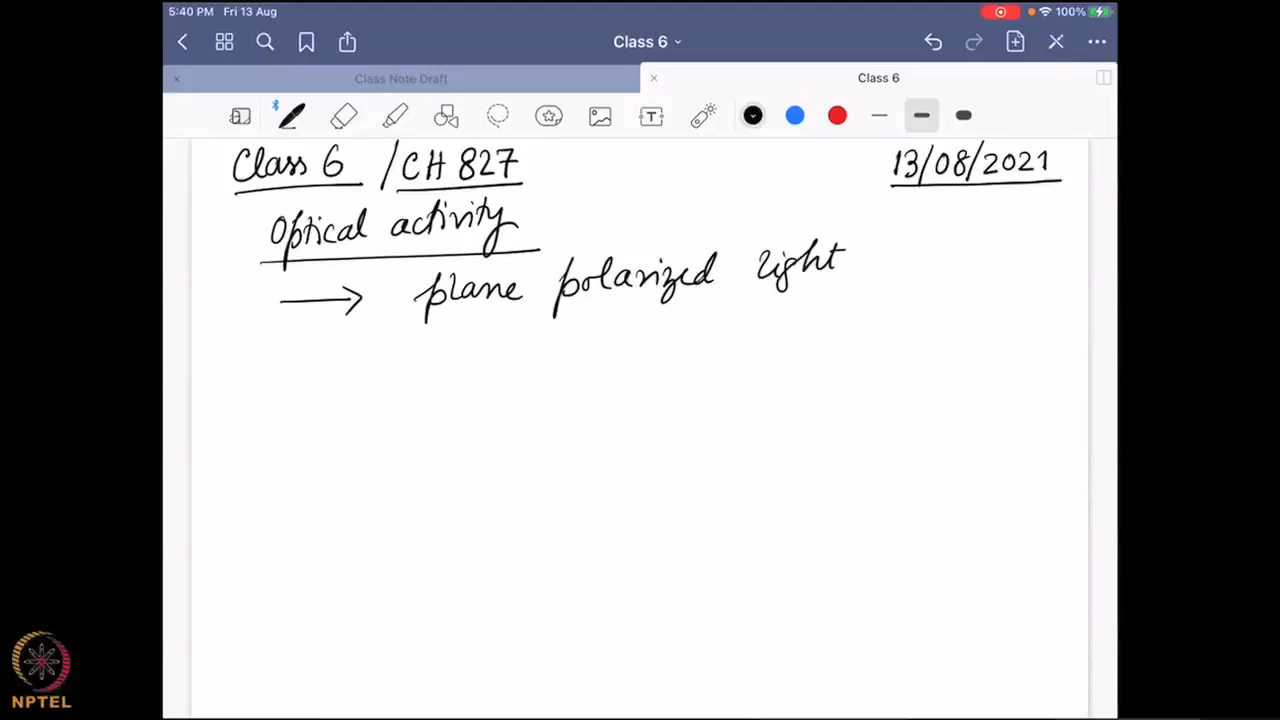 5:40 PM Fri 13 Aug 100%
Class 6
Class Note Draft Class 6
T
Class 6 / CH 827 13/08/2021
Optical activity
→ plane polarized light
NPTEL